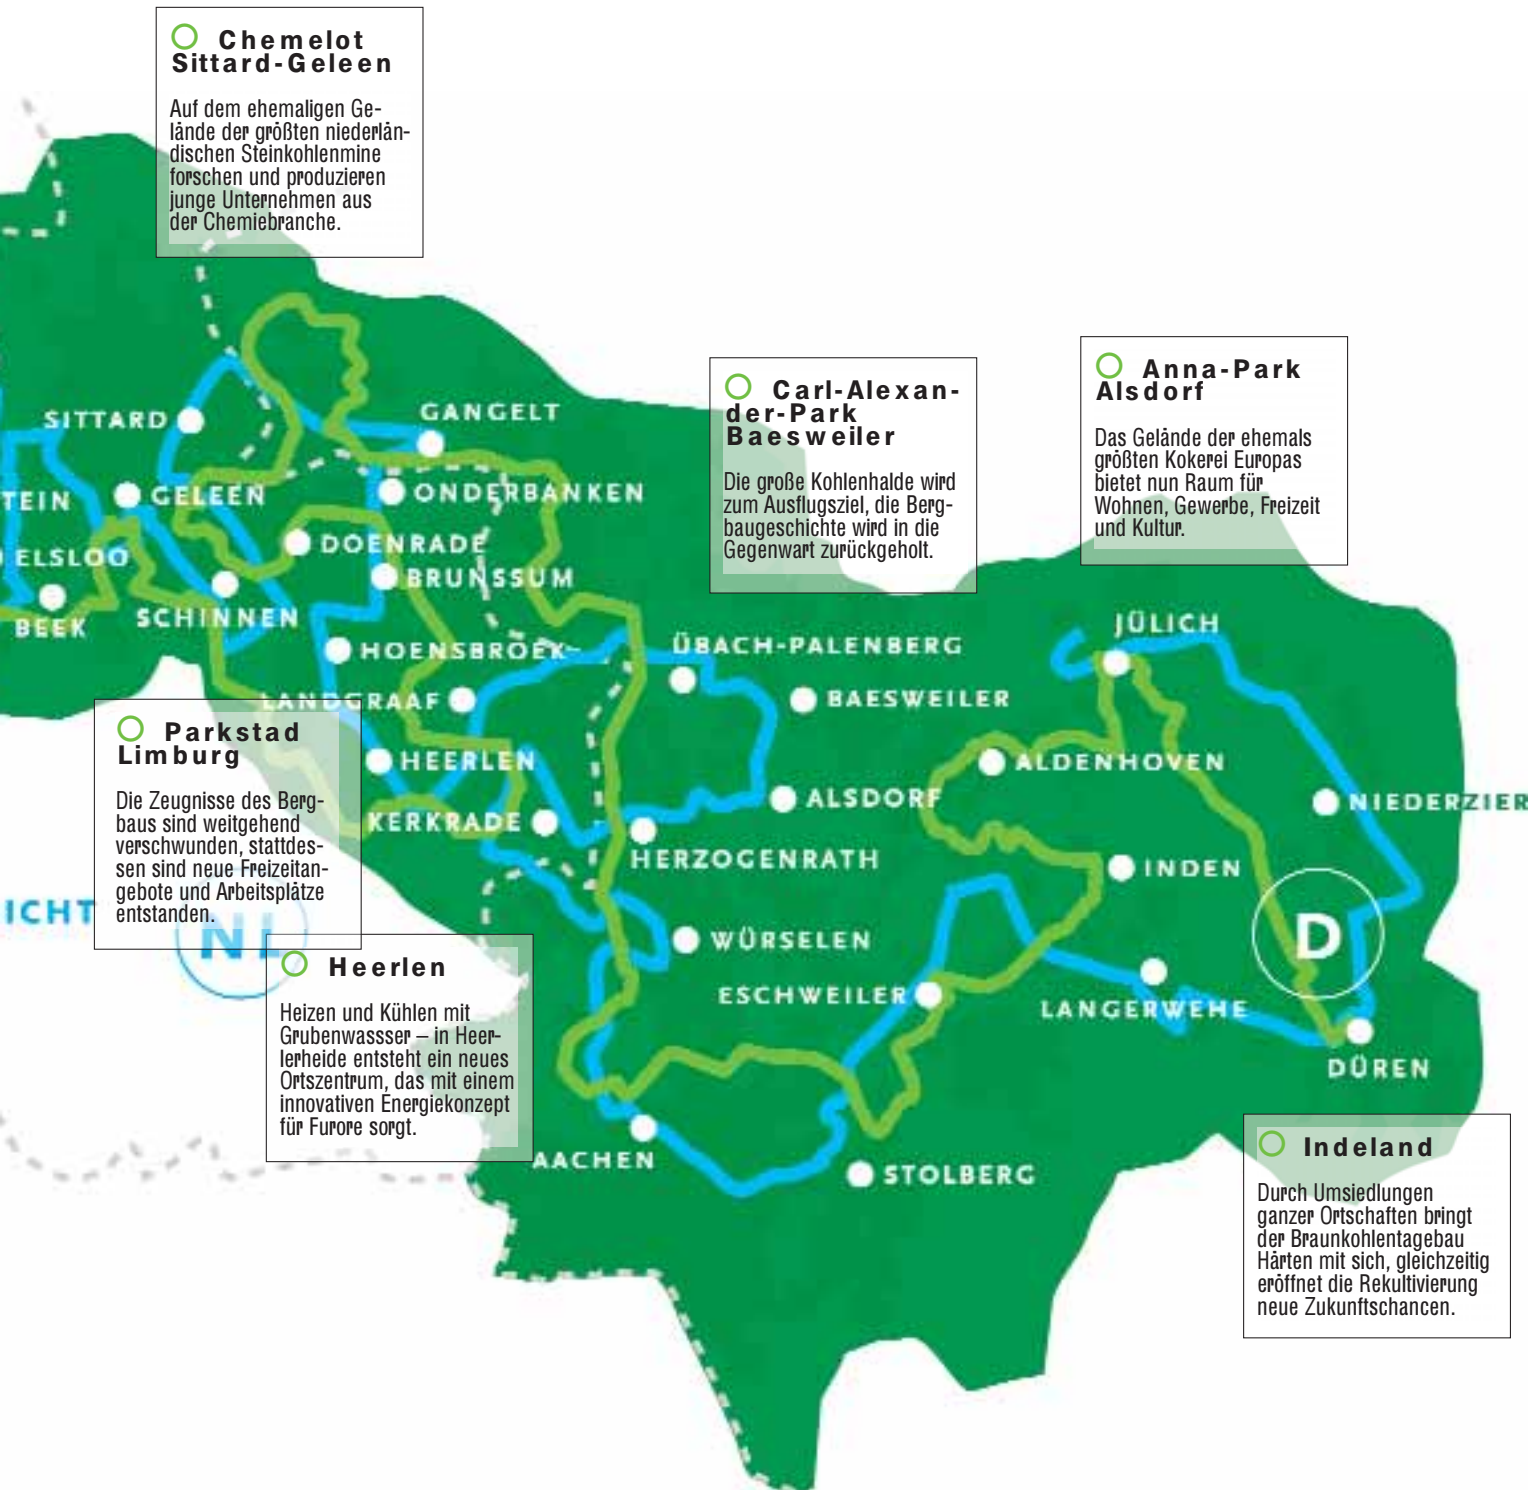 Chemelot
Sittard-Geleen
Auf dem ehemaligen Ge-
lände der größten niederlän-
dischen Steinkohlenmine
forschen und produzieren
junge Unternehmen aus
der Chemiebranche.
Carl-Alexan-
der-Park
Baesweiler
Die große Kohlenhalde wird
zum Ausflugsziel, die Berg-
baugeschichte wird in die
Gegenwart zurückgeholt.
Anna-Park
Alsdorf
Das Gelände der ehemals
größten Kokerei Europas
bietet nun Raum für
Wohnen, Gewerbe, Freizeit
und Kultur.
SITTARD
GANGELT
TEIN
GELEEN
ONDERBANKEN
ELSLOO
DOENRADE
BRUNSSUM
BEEK
SCHINNEN
HOENSBROEK
ÜBACH-PALENBERG
JÜLICH
LANDGRAAF
BAESWEILER
HEERLEN
ALDENHOVEN
KERKRADE
ALSDORF
NIEDERZIER
HERZOGENRATH
INDEN
Parkstad
Limburg
Die Zeugnisse des Berg-
baus sind weitgehend
verschwunden, stattdes-
sen sind neue Freizeitan-
gebote und Arbeitsplätze
entstanden.
ICHT
NL
WÜRSELEN
D
ESCHWEILER
LANGERWEHE
DÜREN
Heerlen
Heizen und Kühlen mit
Grubenwassser – in Heer-
lerheide entsteht ein neues
Ortszentrum, das mit einem
innovativen Energiekonzept
für Furore sorgt.
AACHEN
STOLBERG
Indeland
Durch Umsiedlungen
ganzer Ortschaften bringt
der Braunkohlentagebau
Härten mit sich, gleichzeitig
eröffnet die Rekultivierung
neue Zukunftschancen.